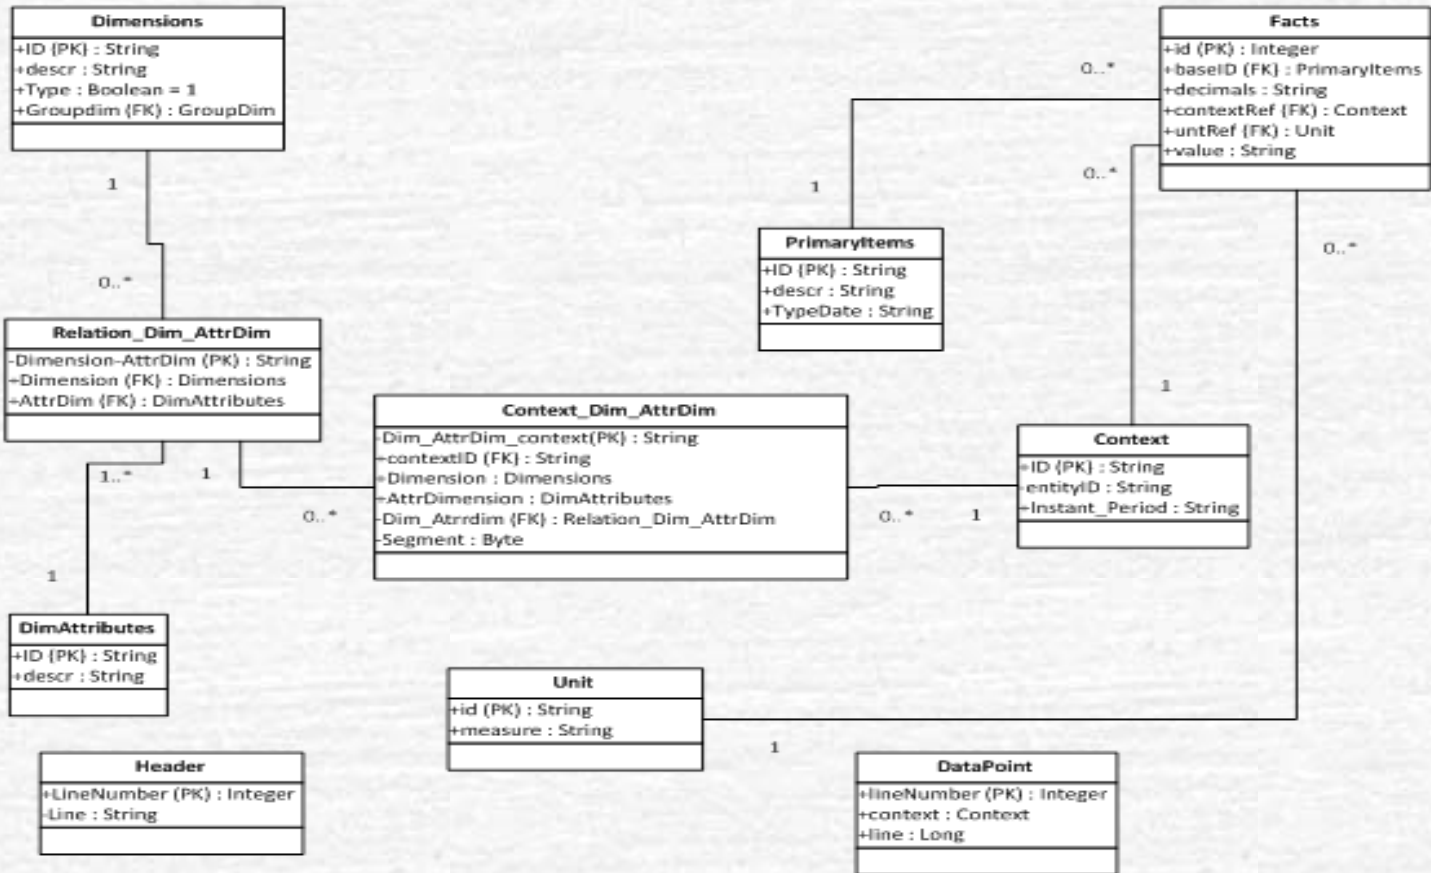 Dimensions
+ID (PK) : String
+descr : String
+Type : Boolean = 1
+Groupdim (FK) : GroupDim
1
0..*
Relation_Dim_AttrDim
-Dimension-AttrDim (PK) : String
+Dimension (FK) : Dimensions
+AttrDim (FK) : DimAttributes
1..*
1
1
0..*
DimAttributes
+ID (PK) : String
+descr : String
Header
+LineNumber (PK) : Integer
-Line : String
Context_Dim_AttrDim
-Dim_AttrDim_context(PK) : String
+contextID (FK) : String
+Dimension : Dimensions
+AttrDimension : DimAttributes
-Dim_Atrrdim (FK) : Relation_Dim_AttrDim
-Segment : Byte
0..*
1
Unit
+id (PK) : String
+measure : String
1
Facts
+id (PK) : Integer
+baseID (FK) : PrimaryItems
+decimals : String
+contextRef (FK) : Context
+untRef (FK) : Unit
+value : String
0..*
1
0..*
0..*
PrimaryItems
+ID (PK) : String
+descr : String
+TypeDate : String
1
Context
+ID (PK) : String
-entityID : String
+Instant_Period : String
DataPoint
+lineNumber (PK) : Integer
+context : Context
+line : Long